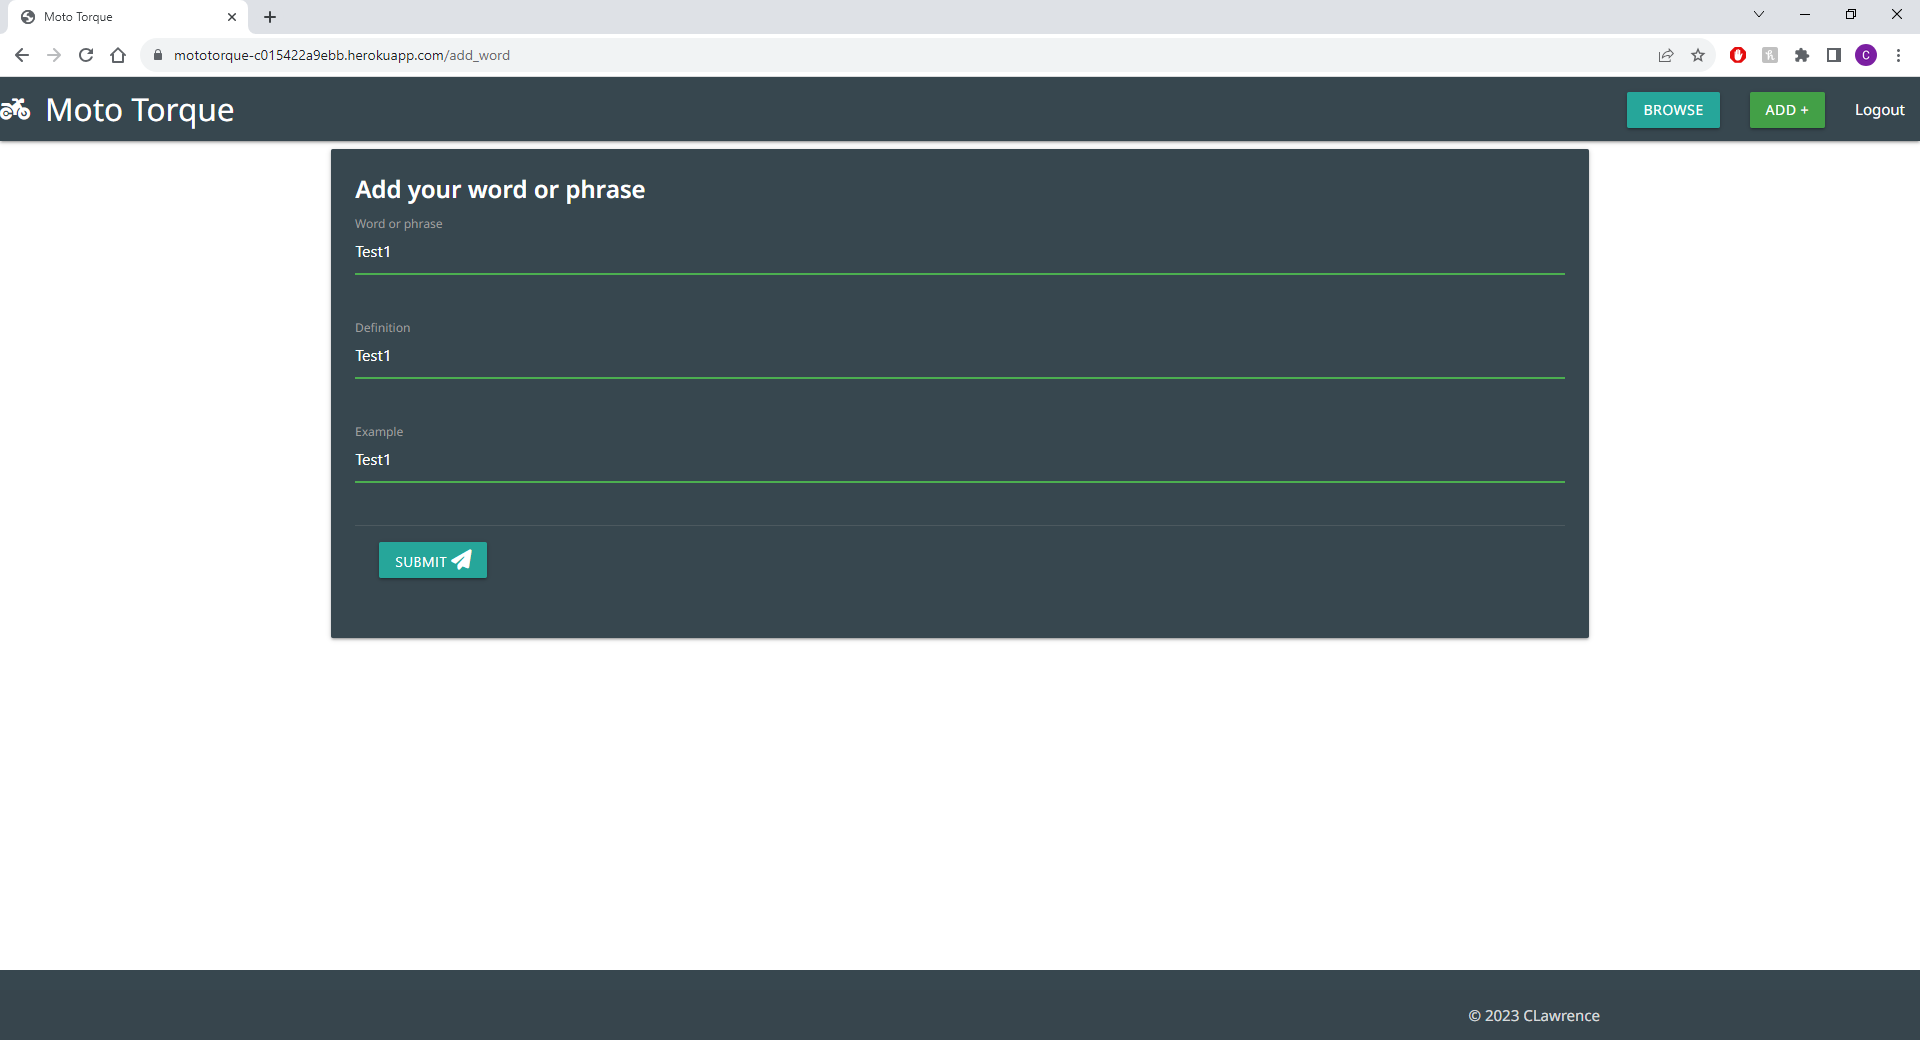 Moto Torque
mototorque-c015422a9ebb.herokuapp.com/add_word
C
Moto Torque
BROWSE
ADD +
Logout
Add your word or phrase
Word or phrase
Test1
Definition
Test1
Example
Test1
SUBMIT
© 2023 CLawrence